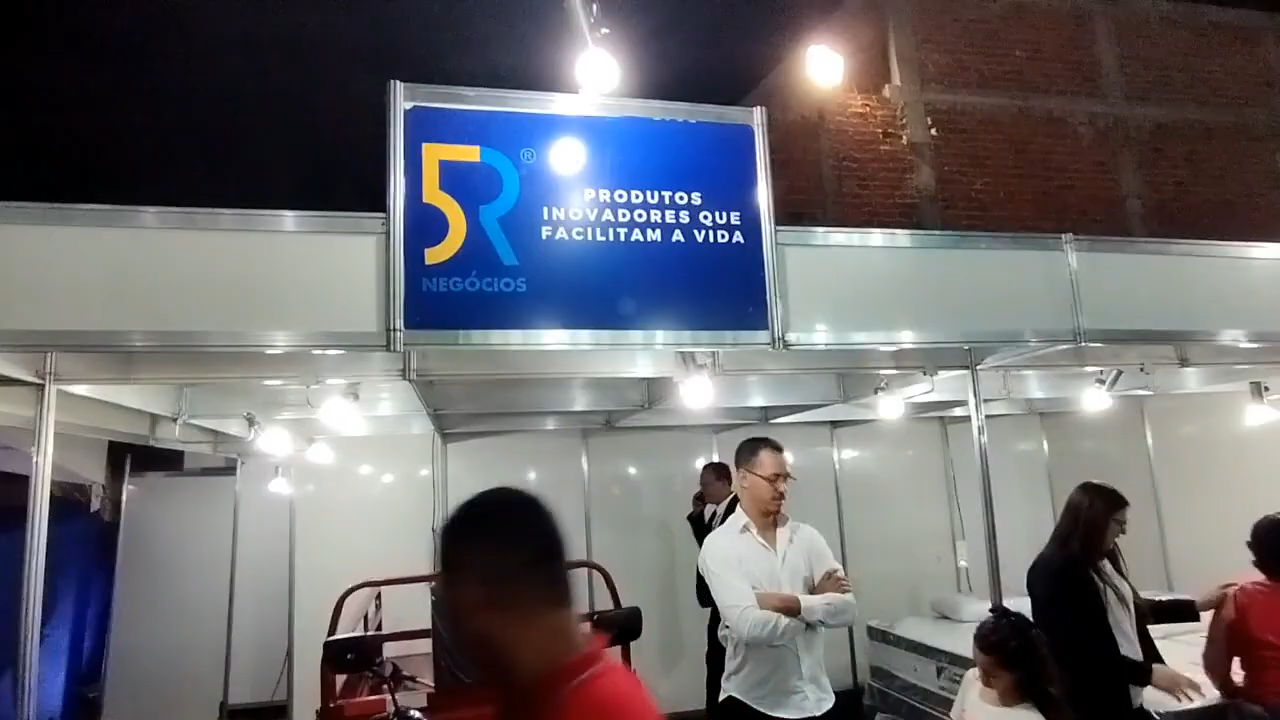 5R®
NEGÓCIOS
PRODUTOS
INOVADORES QUE
FACILITAM A VIDA